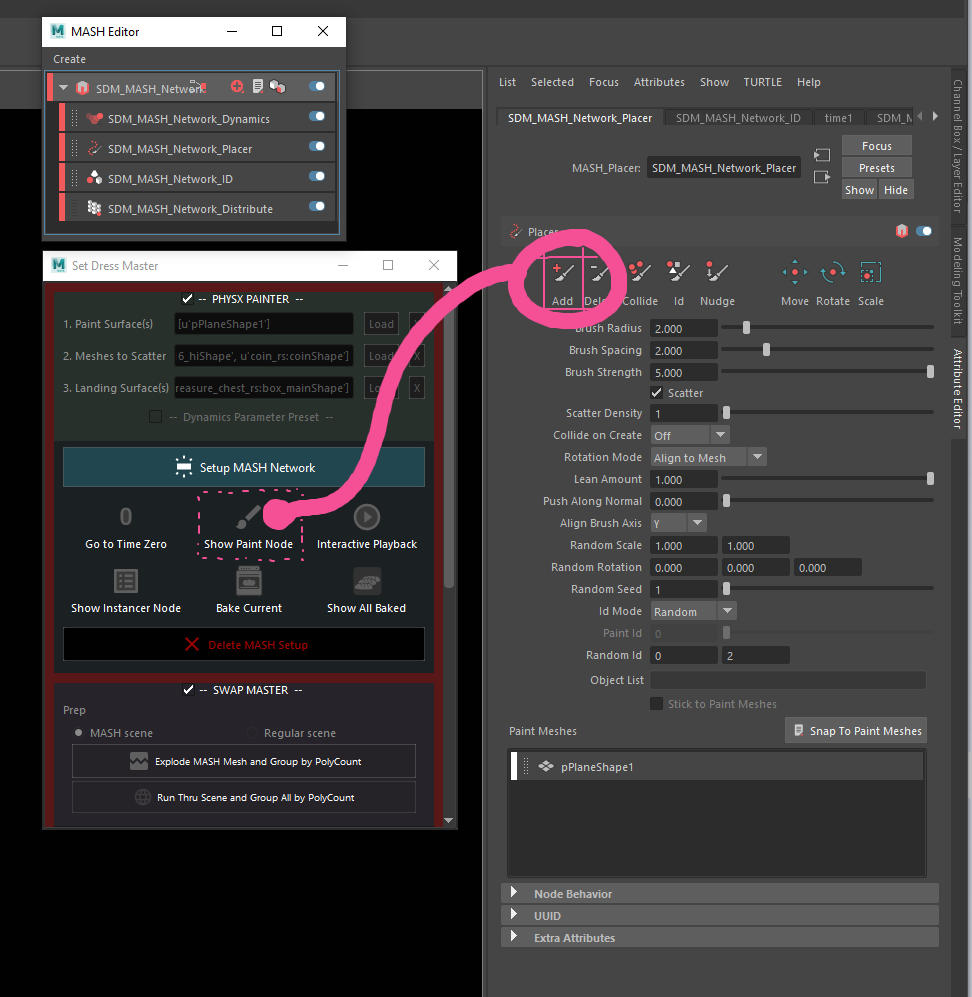 MASH Editor
Create
SDM_MASH_Network
SDM_MASH_Network_Dynamics
SDM_MASH_Network_Placer
SDM_MASH_Network_ID
SDM_MASH_Network_Distribute
Set Dress Master
-- PHYSX PAINTER --
1. Paint Surface(s) [u'pPlaneShape1'] Load X
2. Meshes to Scatter 6_hiShape', u'coin_rs:coinShape'] Load X
3. Landing Surface(s) reasure_chest_rs:box_mainShape'] X
-- Dynamics Parameter Preset --
Setup MASH Network
0
Go to Time Zero Show Paint Node Interactive Playback
Show Instancer Node Bake Current Show All Baked
Delete MASH Setup
-- SWAP MASTER --
Prep
MASH scene Regular scene
Explode MASH Mesh and Group by PolyCount
Run Thru Scene and Group All by PolyCount
List Selected Focus Attributes Show TURTLE Help
SDM_MASH_Network_Placer SDM_MASH_Network_ID time1 SDM_M
Focus
MASH_Placer: SDM_MASH_Network_Placer Presets
Show Hide
Placer
Add Dele Collide Id Nudge Move Rotate Scale
Brush Radius 2.000
Brush Spacing 2.000
Brush Strength 5.000
Scatter
Scatter Density 1
Collide on Create Off
Rotation Mode Align to Mesh
Lean Amount 1.000
Push Along Normal 0.000
Align Brush Axis Y
Random Scale 1.000 1.000
Random Rotation 0.000 0.000 0.000
Random Seed 1
Id Mode Random
Paint Id 0
Random Id 0 2
Object List
Stick to Paint Meshes
Paint Meshes Snap To Paint Meshes
pPlaneShape1
Node Behavior
UUID
Extra Attributes
Channel Box / Layer Editor
Modeling Toolkit
Attribute Editor